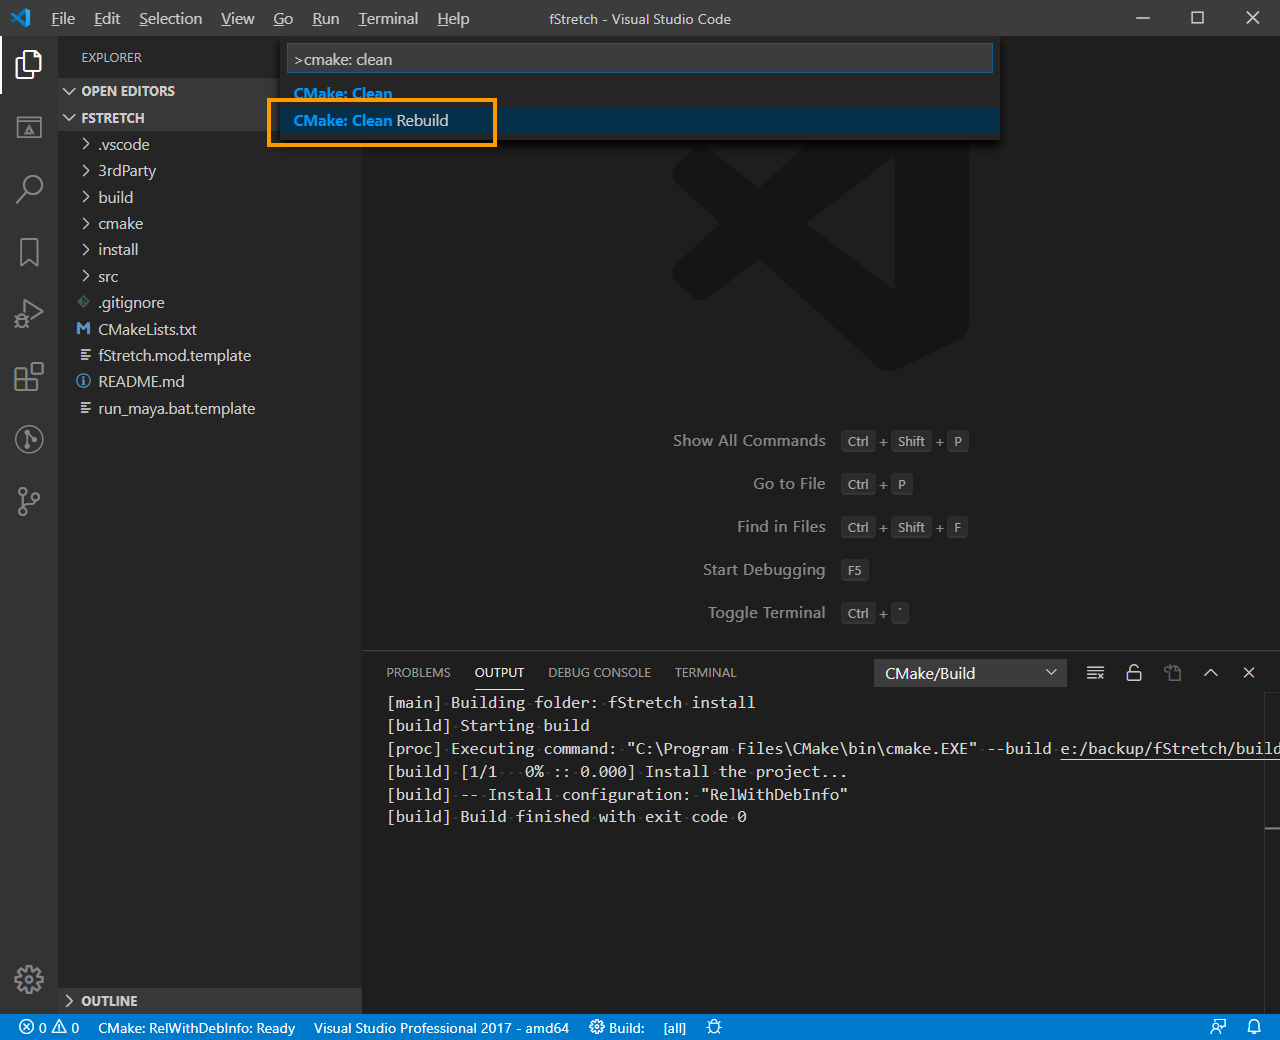 File Edit Selection View Go Run Terminal Help fStretch - Visual Studio Code
EXPLORER
>cmake: clean
CMake: Clean
CMake: Clean Rebuild
OPEN EDITORS
FSTRETCH
.vscode
3rdParty
build
cmake
install
src
.gitignore
CMakeLists.txt
fStretch.mod.template
README.md
run_maya.bat.template
Show All Commands Ctrl + Shift + P
Go to File Ctrl + P
Find in Files Ctrl + Shift + F
Start Debugging F5
Toggle Terminal Ctrl + `
PROBLEMS OUTPUT DEBUG CONSOLE TERMINAL CMake/Build
[main] Building folder: fStretch install
[build] Starting build
[proc] Executing command: "C:\Program Files\CMake\bin\cmake.EXE" --build e:/backup/fStretch/build
[build] [1/1   0% :: 0.000] Install the project...
[build] -- Install configuration: "RelWithDebInfo"
[build] Build finished with exit code 0
OUTLINE
0 0 CMake: RelWithDebInfo: Ready Visual Studio Professional 2017 - amd64 Build: [all]